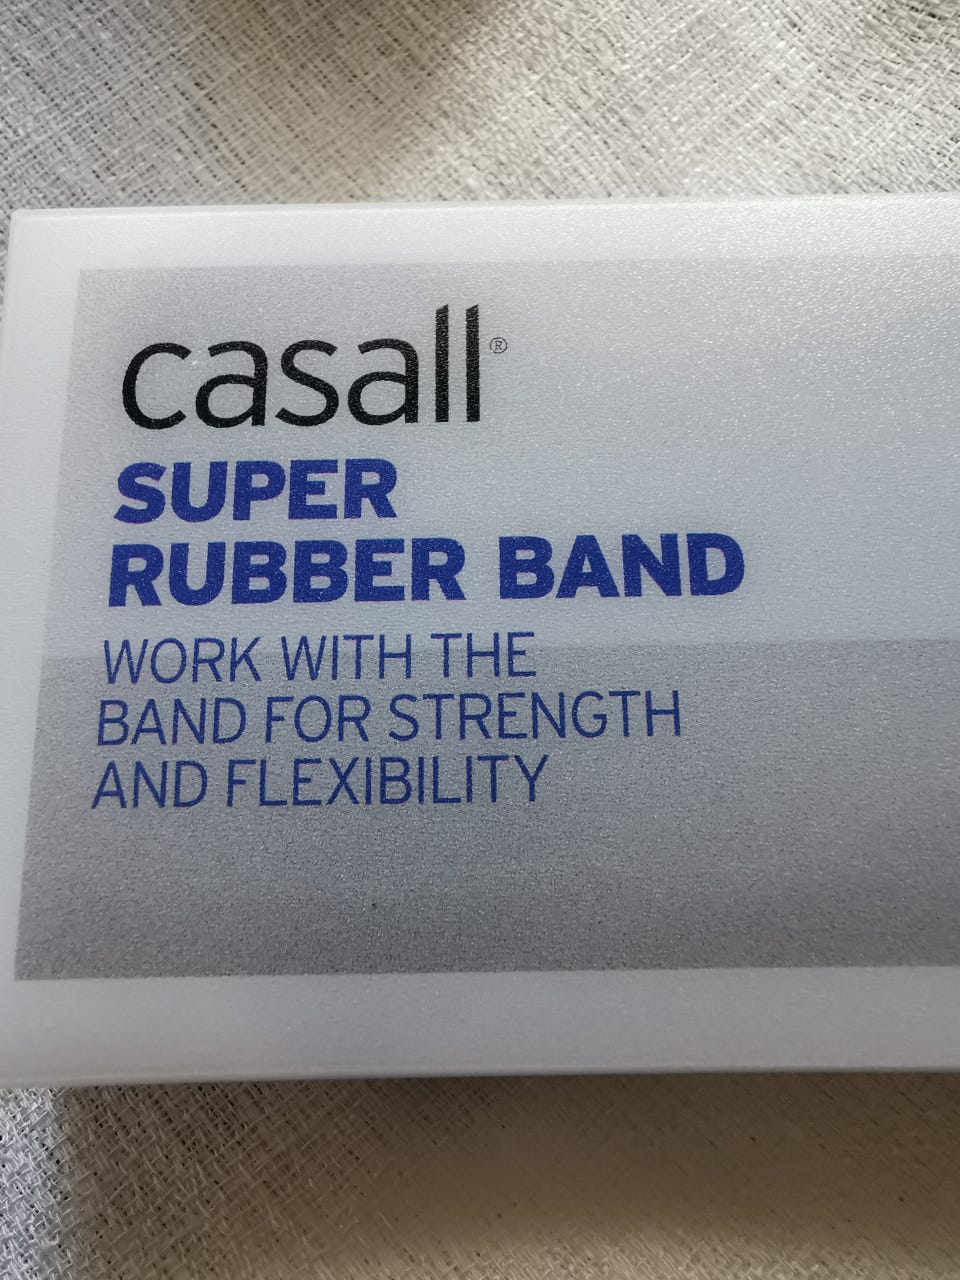 casall®
SUPER
RUBBER BAND
WORK WITH THE
BAND FOR STRENGTH
AND FLEXIBILITY